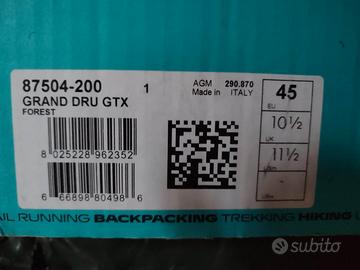 87504-200
1
AGM 290.870
Made in ITALY
GRAND DRU GTX
FOREST
45
EU
10½
UK
11½
8 025228 962352
6 66898 80498 6
AIL RUNNING BACKPACKING TREKKING HIKING
subito